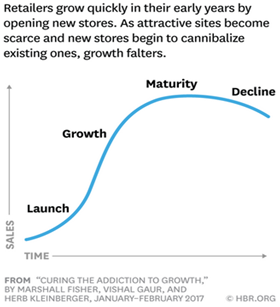 Retailers grow quickly in their early years by
opening new stores. As attractive sites become
scarce and new stores begin to cannibalize
existing ones, growth falters.
Maturity
Decline
Growth
Launch
SALES
TIME
FROM “CURING THE ADDICTION TO GROWTH,”
BY MARSHALL FISHER, VISHAL GAUR, AND
HERB KLEINBERGER, JANUARY–FEBRUARY 2017
© HBR.ORG